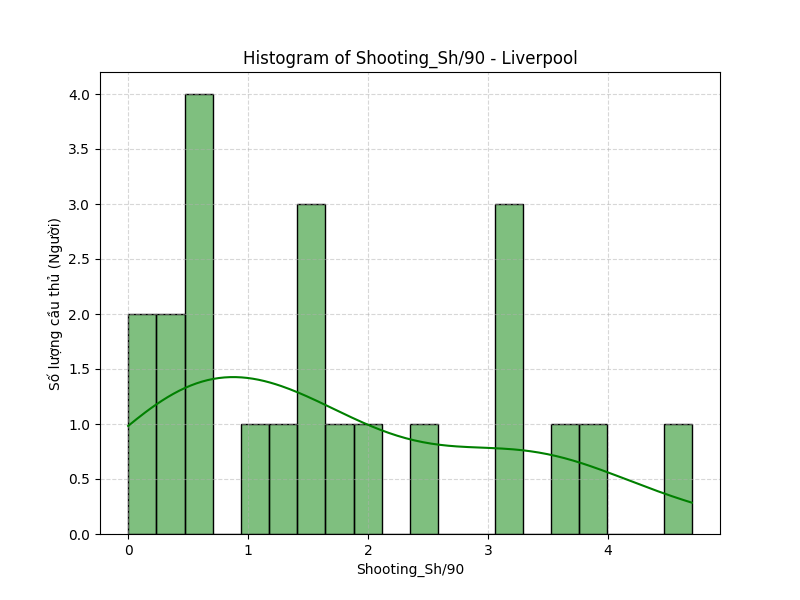 Histogram of Shooting_Sh/90 - Liverpool
4.0
3.5
3.0
2.5
2.0
1.5
1.0
0.5
0.0
Số lượng cầu thủ (Người)
0 1 2 3 4
Shooting_Sh/90